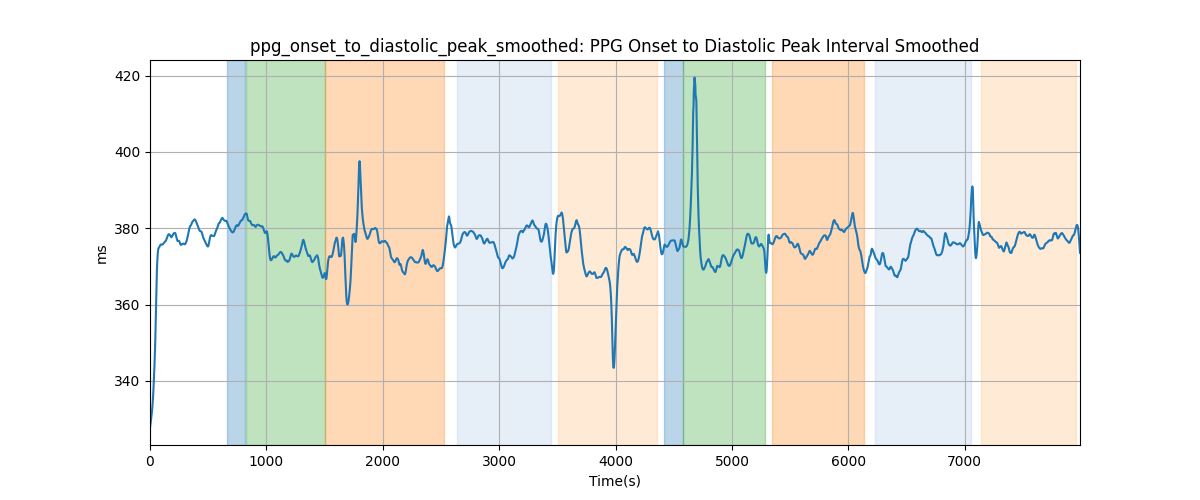 ppg_onset_to_diastolic_peak_smoothed: PPG Onset to Diastolic Peak Interval Smoothed
420
400
380
360
340
ms
0 1000 2000 3000 4000 5000 6000 7000
Time(s)